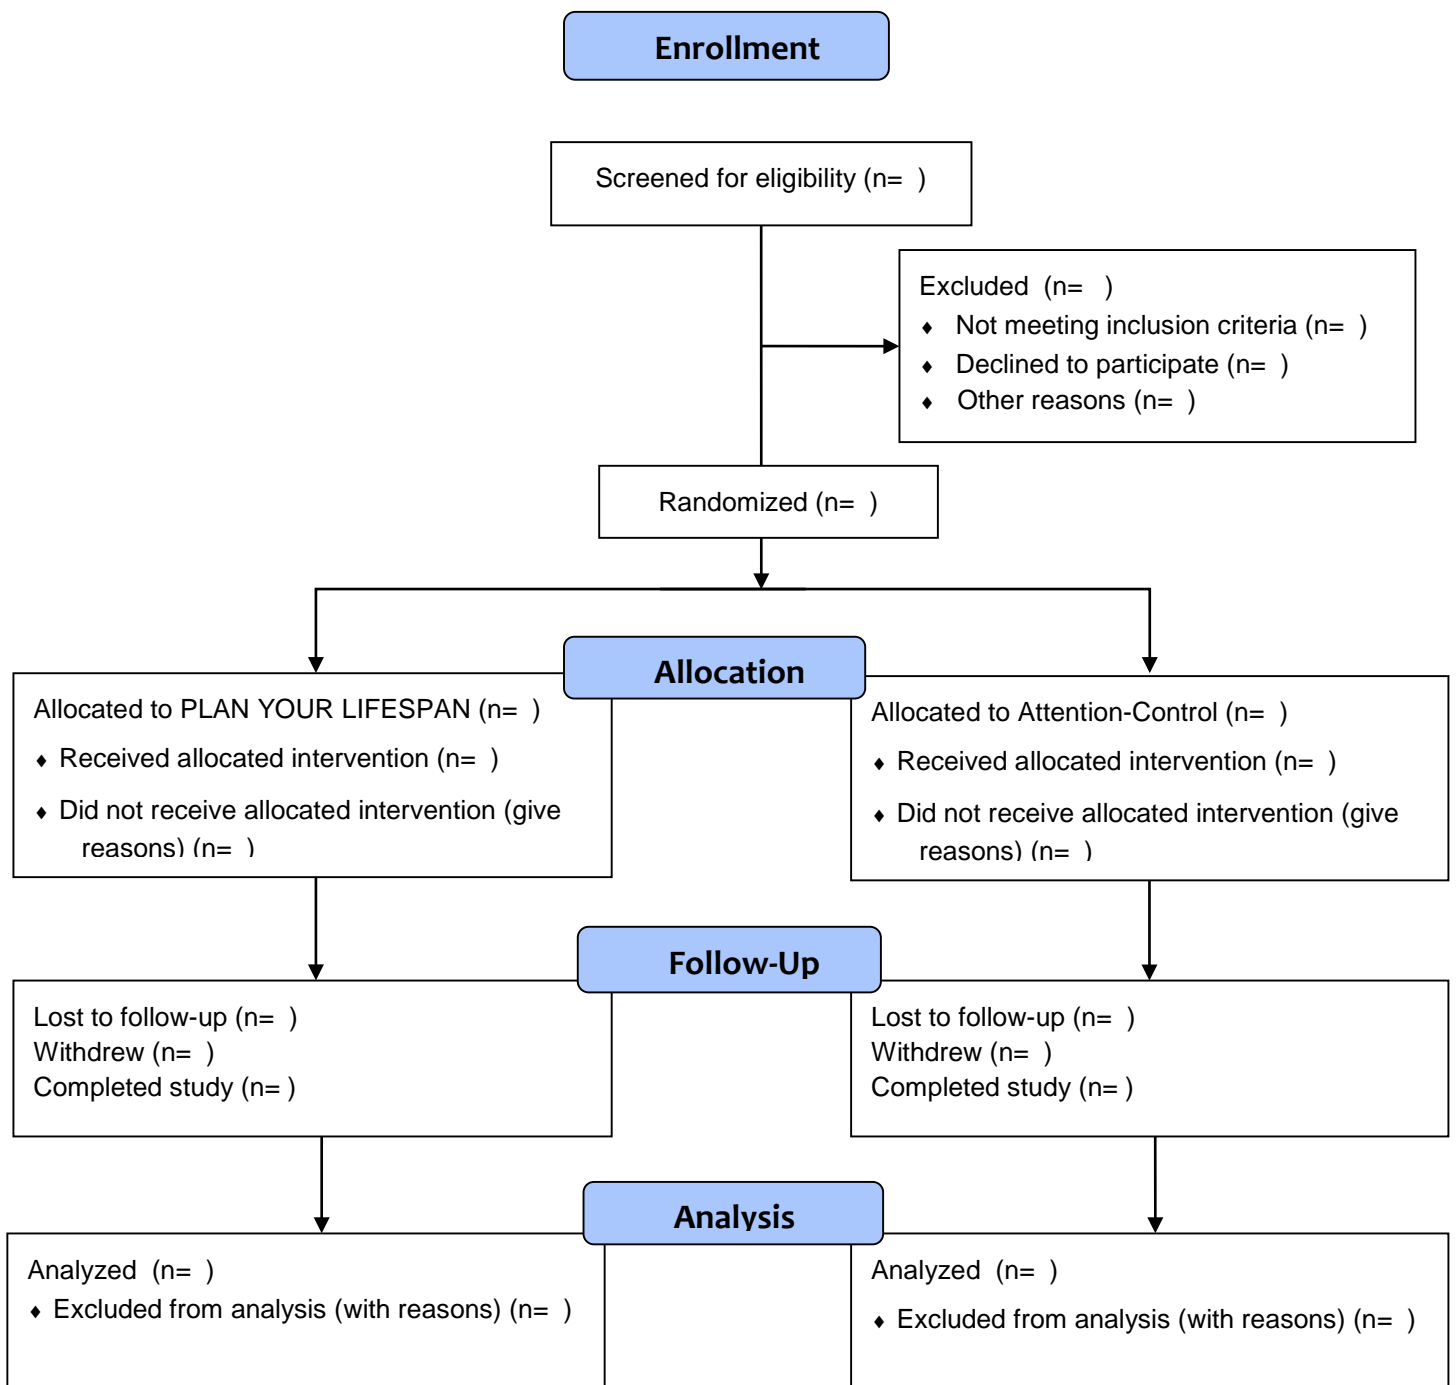 Enrollment
Screened for eligibility (n=  )
Excluded  (n=   )
♦ Not meeting inclusion criteria (n=  )
♦ Declined to participate (n=  )
♦ Other reasons (n=  )
Randomized (n=  )
Allocation
Allocated to PLAN YOUR LIFESPAN (n=  )
♦ Received allocated intervention (n=  )
♦ Did not receive allocated intervention (give
reasons) (n=  )
Allocated to Attention-Control (n=  )
♦ Received allocated intervention (n=  )
♦ Did not receive allocated intervention (give
reasons) (n=  )
Follow-Up
Lost to follow-up (n=  )
Withdrew (n=  )
Completed study (n= )
Lost to follow-up (n=  )
Withdrew (n=  )
Completed study (n= )
Analysis
Analyzed  (n=  )
♦ Excluded from analysis (with reasons) (n=  )
Analyzed  (n=  )
♦ Excluded from analysis (with reasons) (n=  )